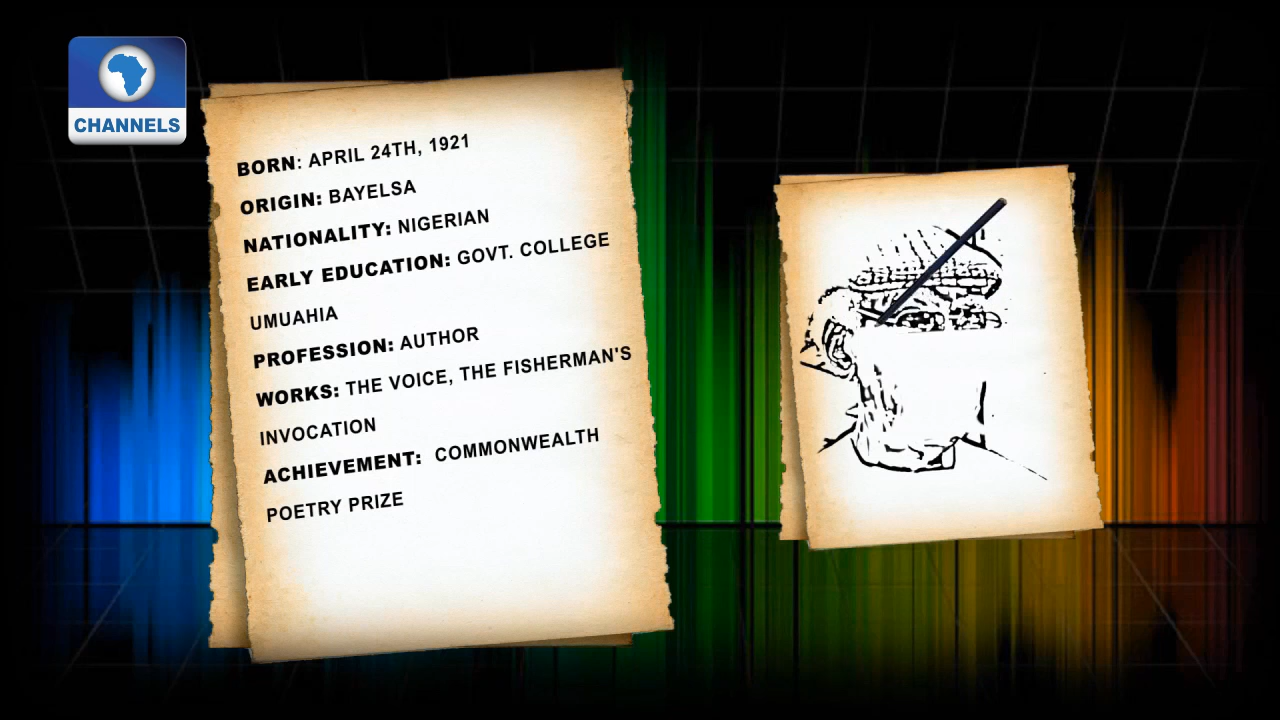 CHANNELS
BORN: APRIL 24TH, 1921
ORIGIN: BAYELSA
NATIONALITY: NIGERIAN
EARLY EDUCATION: GOVT. COLLEGE
UMUAHIA
PROFESSION: AUTHOR
WORKS: THE VOICE, THE FISHERMAN'S
INVOCATION
ACHIEVEMENT: COMMONWEALTH
POETRY PRIZE